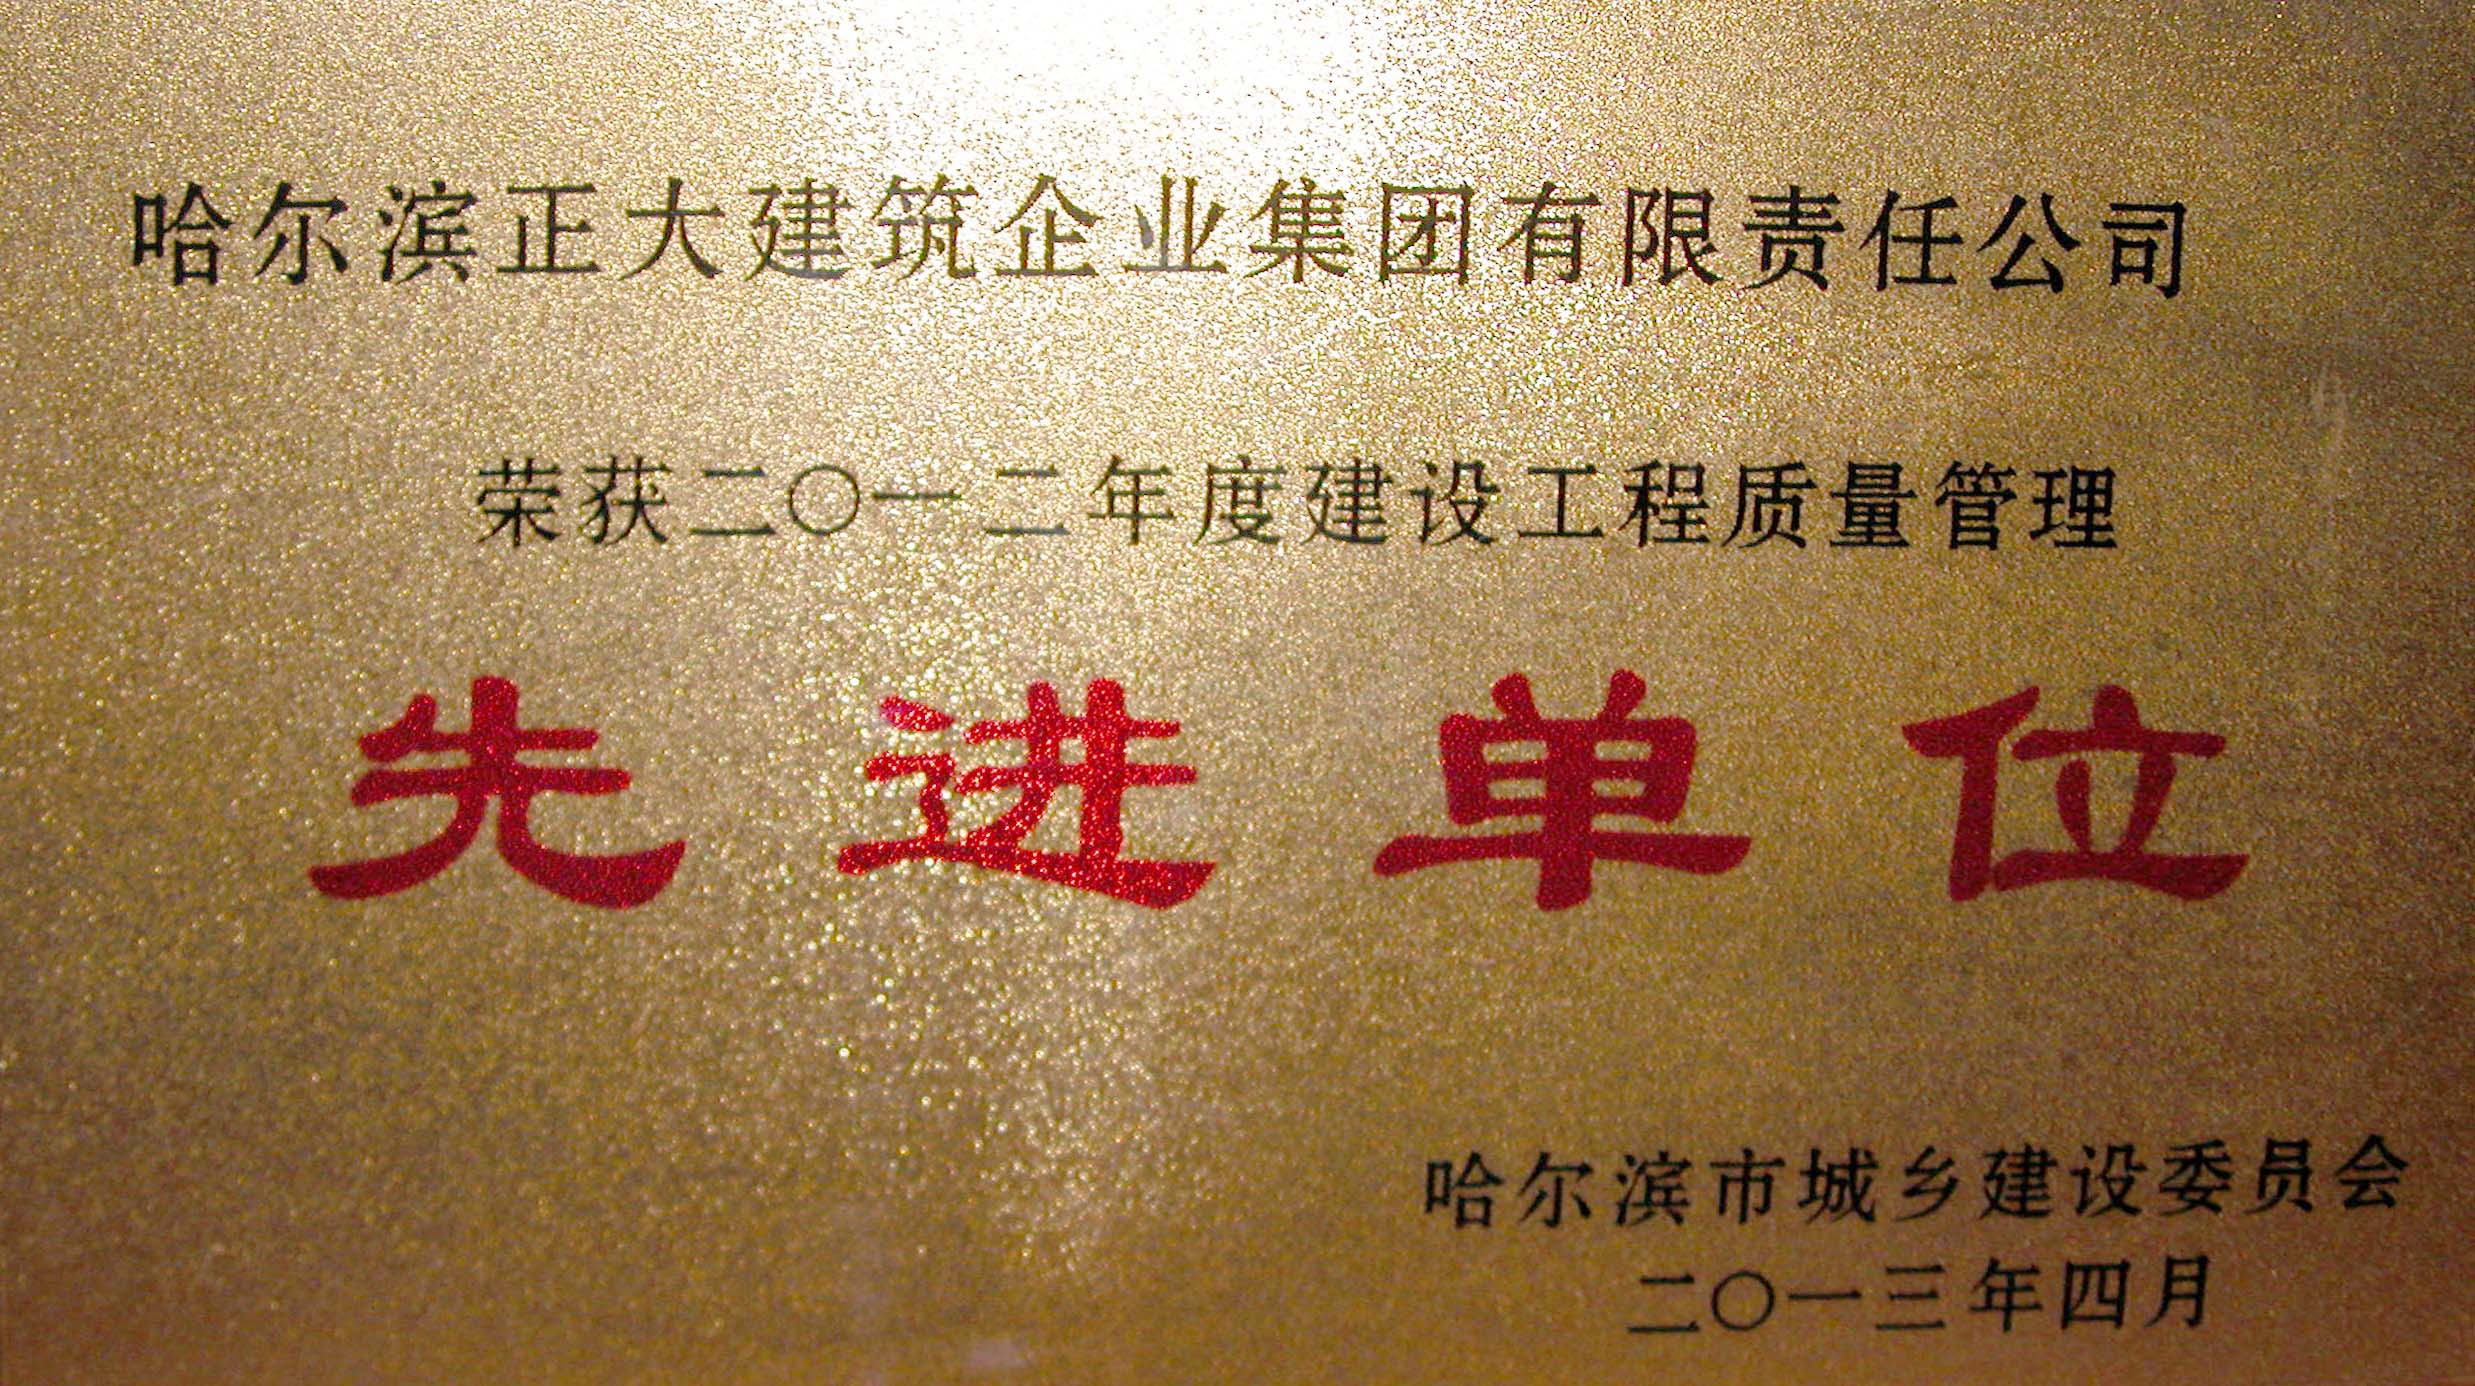 哈尔滨正大建筑企业集团有限责任公司
荣获二〇一二年度建设工程质量管理
先进单位
哈尔滨市城乡建设委员会
二〇一三年四月